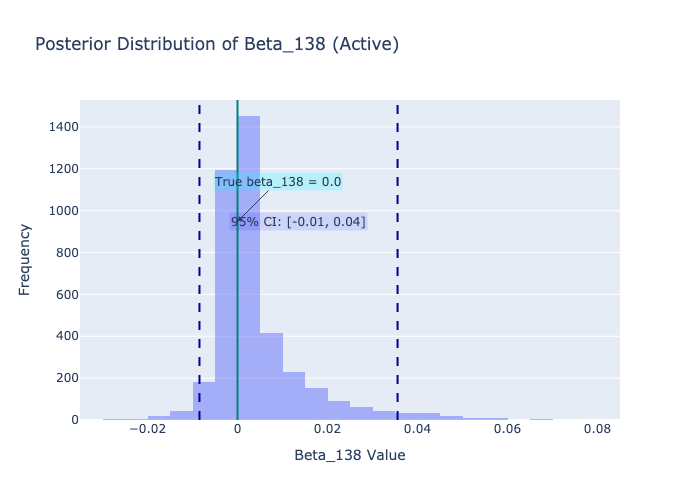 Posterior Distribution of Beta_138 (Active)
1400
1200
1000
800
600
400
200
0
True beta_138 = 0.0
95% CI: [-0.01, 0.04]
−0.02
0
0.02
0.04
0.06
0.08
Beta_138 Value
Frequency